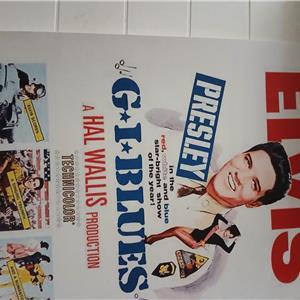 ELVIS
PRESLEY
in the
red, white and blue
star-bright show
of the year!
G·I·BLUES
A HAL WALLIS
PRODUCTION
TECHNICOLOR